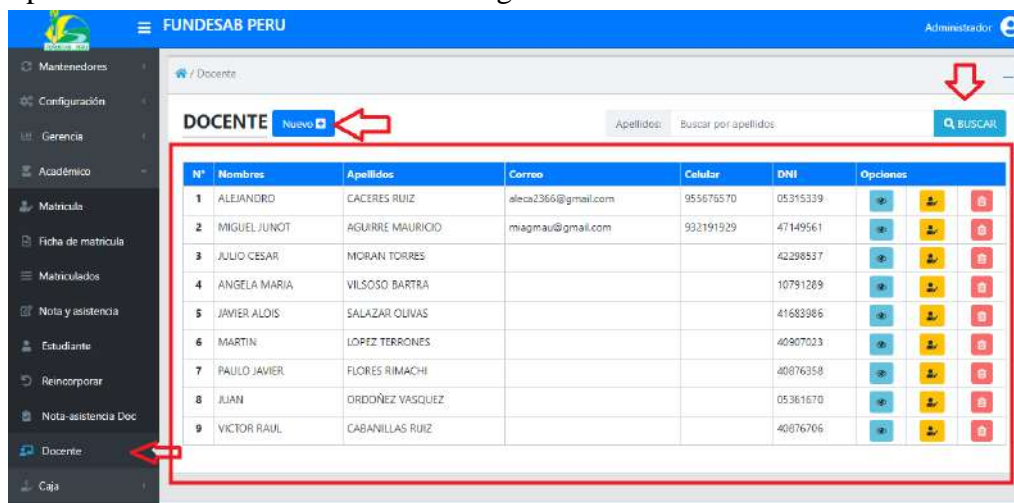 FUNDESAB PERU
Administrador
Mantenedores
Configuración
Gerencia
Académico
Matricula
Ficha de matricula
Matriculados
Nota y asistencia
Estudiante
Reincorporar
Nota-asistencia Doc
Docente
Caja
/ Docente
DOCENTE Nuevo Apellidos: Buscar por apellidos BUSCAR
N° Nombres Apellidos Correo Celular DNI Opciones
1 ALEJANDRO CACERES RUIZ aleca2366@gmail.com 955676570 05315339
2 MIGUEL JUNOT AGUIRRE MAURICIO miagmau@gmail.com 932191929 47149561
3 JULIO CESAR MORAN TORRES 42298537
4 ANGELA MARIA VILSOSO BARTRA 10791289
5 JAVIER ALOIS SALAZAR OLIVAS 41683986
6 MARTIN LOPEZ TERRONES 40907023
7 PAULO JAVIER FLORES RIMACHI 40876358
8 JUAN ORDOÑEZ VASQUEZ 05361670
9 VICTOR RAUL CABANILLAS RUIZ 40876706